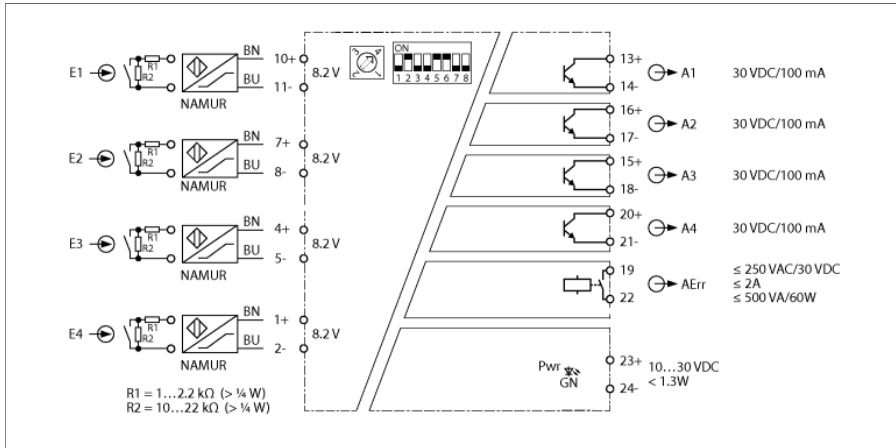 E1
R1
R2
NAMUR
BN
BU
10+
11-
8.2 V
E2
R1
R2
NAMUR
BN
BU
7+
8-
8.2 V
E3
R1
R2
NAMUR
BN
BU
4+
5-
8.2 V
E4
R1
R2
NAMUR
BN
BU
1+
2-
8.2 V
R1 = 1...2.2 kΩ (> ¼ W)
R2 = 10...22 kΩ (> ¼ W)
ON
1 2 3 4 5 6 7 8
13+
14-
A1 30 VDC/100 mA
16+
17-
A2 30 VDC/100 mA
15+
18-
A3 30 VDC/100 mA
20+
21-
A4 30 VDC/100 mA
19
22
AErr
≤ 250 VAC/30 VDC
≤ 2A
≤ 500 VA/60W
Pwr
GN
23+
24-
10...30 VDC
< 1.3W